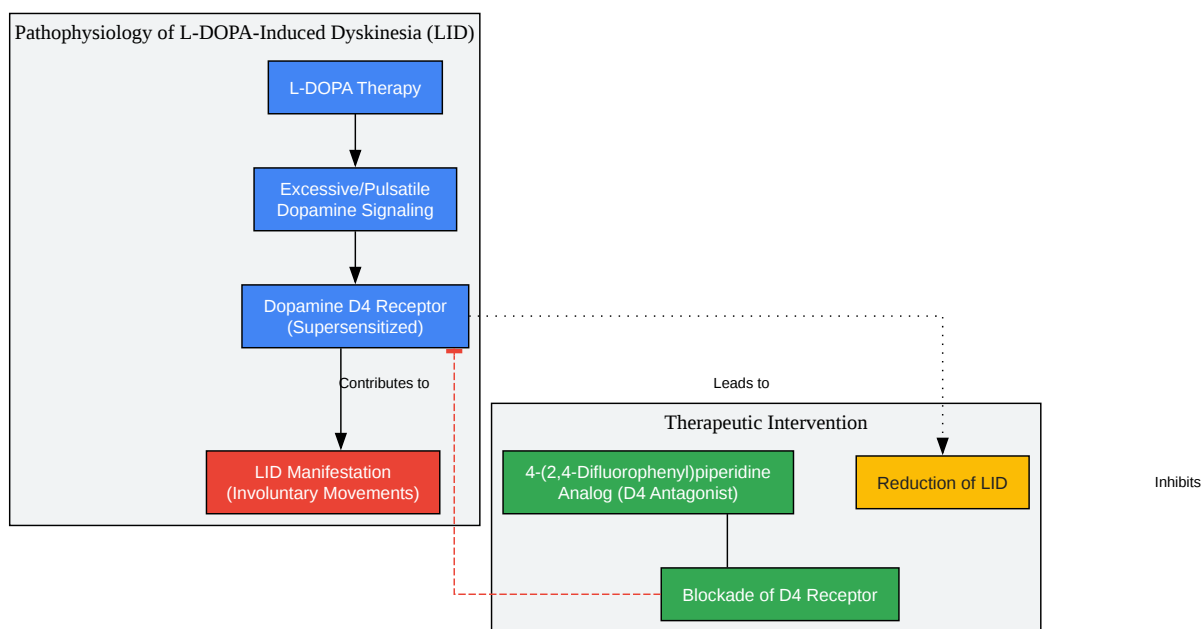 Pathophysiology of L-DOPA-Induced Dyskinesia (LID)
L-DOPA Therapy
Excessive/Pulsatile
Dopamine Signaling
Dopamine D4 Receptor
(Supersensitized)
Contributes to
Leads to
LID Manifestation
(Involuntary Movements)
Therapeutic Intervention
4-(2,4-Difluorophenyl)piperidine
Analog (D4 Antagonist)
Reduction of LID
Inhibits
Blockade of D4 Receptor